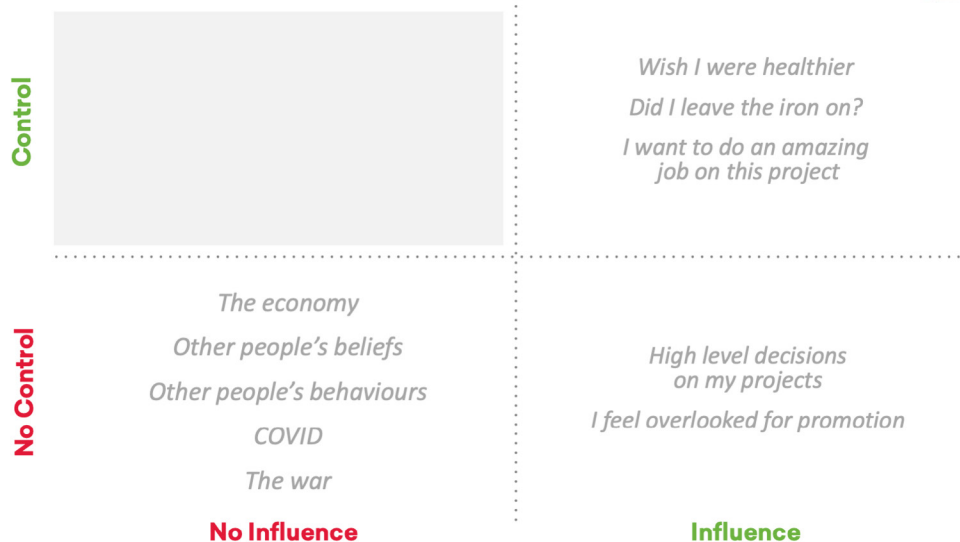 Control
Wish I were healthier
Did I leave the iron on?
I want to do an amazing
job on this project
No Control
The economy
Other people's beliefs
Other people's behaviours
COVID
The war
High level decisions
on my projects
I feel overlooked for promotion
No Influence
Influence